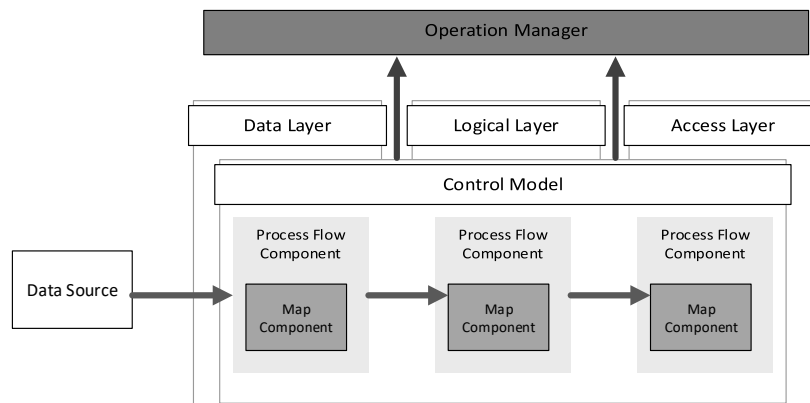 Operation Manager
Data Layer
Logical Layer
Access Layer
Control Model
Process Flow
Component
Process Flow
Component
Process Flow
Component
Data Source
Map
Component
Map
Component
Map
Component